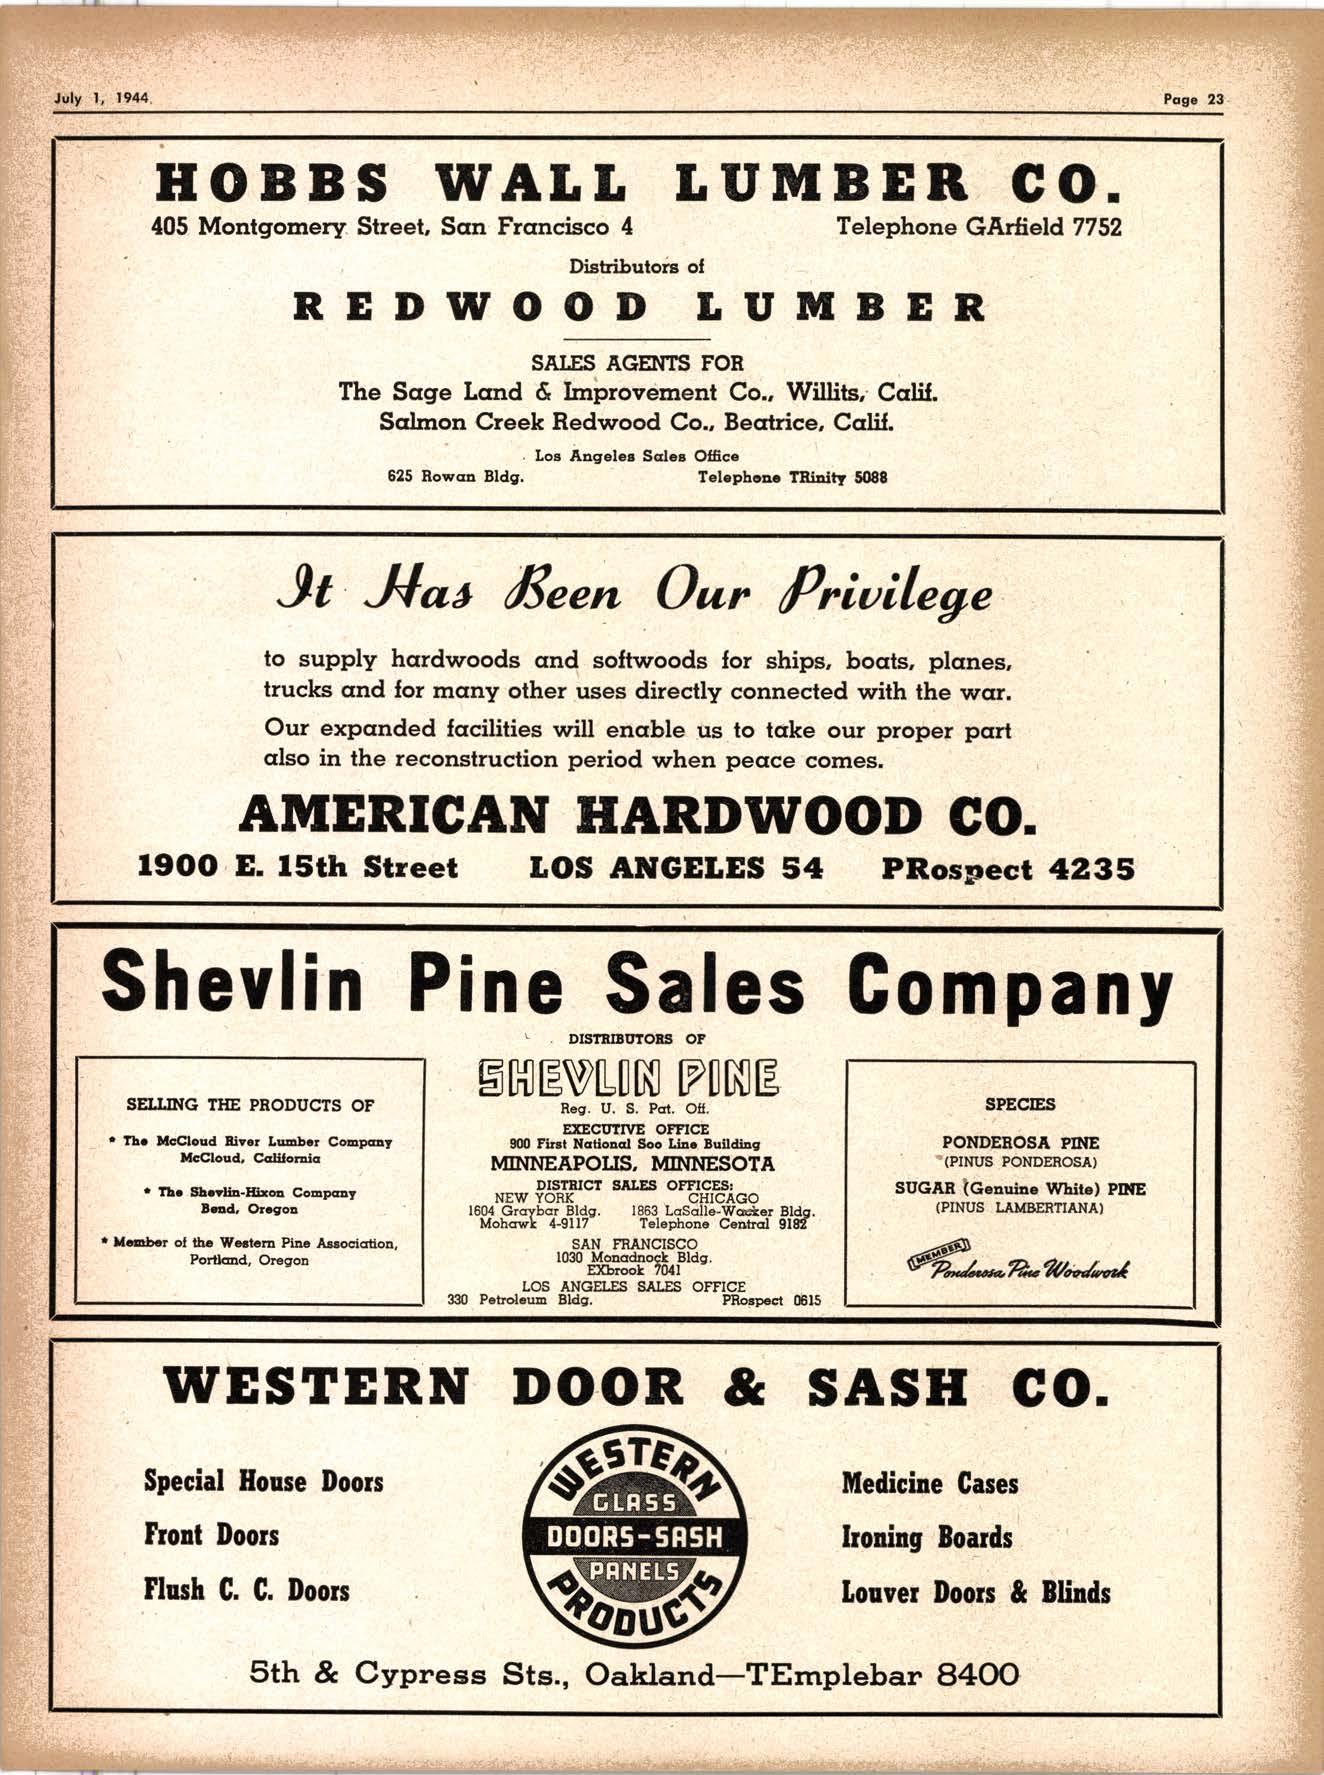 July 1, 1944
Page 23
HOBBS WALL LUMBER CO.
405 Montgomery Street, San Francisco 4
Telephone GArfield 7752
Distributors of
REDWOOD LUMBER
SALES AGENTS FOR
The Sage Land & Improvement Co., Willits, Calif.
Salmon Creek Redwood Co., Beatrice, Calif.
Los Angeles Sales Office
625 Rowan Bldg.
Telephone TRinity 5088
It Has Been Our Privilege
to supply hardwoods and softwoods for ships, boats, planes,
trucks and for many other uses directly connected with the war.
Our expanded facilities will enable us to take our proper part
also in the reconstruction period when peace comes.
AMERICAN HARDWOOD CO.
1900 E. 15th Street LOS ANGELES 54 PRospect 4235
Shevlin Pine Sales Company
DISTRIBUTORS OF
SHEVLIN PINE
Reg. U. S. Pat. Off.
EXECUTIVE OFFICE
900 First National Soo Line Building
MINNEAPOLIS, MINNESOTA
DISTRICT SALES OFFICES:
NEW YORK
1604 Graybar Bldg.
Mohawk 4-9117
CHICAGO
1863 LaSalle-Wacker Bldg.
Telephone Central 9182
SAN FRANCISCO
1030 Monadnock Bldg.
EXbrook 7041
LOS ANGELES SALES OFFICE
330 Petroleum Bldg.
PRospect 0615
SELLING THE PRODUCTS OF
* The McCloud River Lumber Company
McCloud, California
* The Shevlin-Hixon Company
Bend, Oregon
* Member of the Western Pine Association,
Portland, Oregon
SPECIES
PONDEROSA PINE
(PINUS PONDEROSA)
SUGAR (Genuine White) PINE
(PINUS LAMBERTIANA)
MEMBER
Ponderosa Pine Woodwork
WESTERN DOOR & SASH CO.
Special House Doors
Front Doors
Flush C. C. Doors
WESTERN
GLASS
DOORS-SASH
PANELS
PRODUCTS
Medicine Cases
Ironing Boards
Louver Doors & Blinds
5th & Cypress Sts., Oakland—TEmplebar 8400